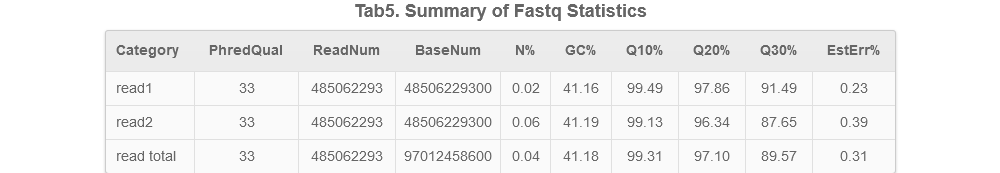 Tab5. Summary of Fastq Statistics
Category PhredQual ReadNum BaseNum N% GC% Q10% Q20% Q30% EstErr%
read1 33 485062293 48506229300 0.02 41.16 99.49 97.86 91.49 0.23
read2 33 485062293 48506229300 0.06 41.19 99.13 96.34 87.65 0.39
read total 33 485062293 97012458600 0.04 41.18 99.31 97.10 89.57 0.31